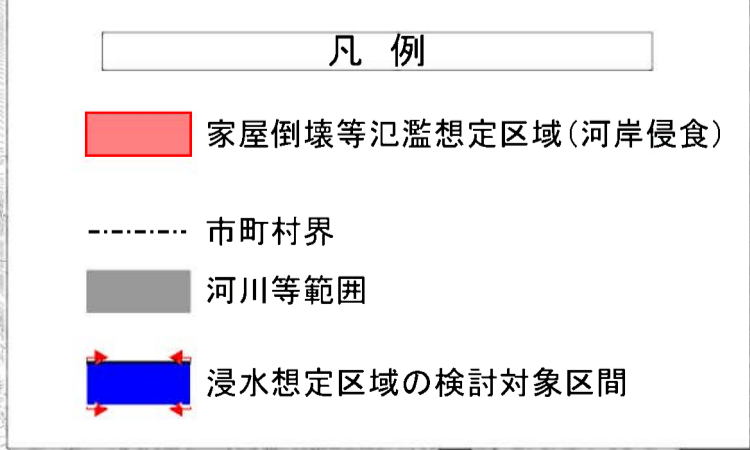 凡 例
家屋倒壊等氾濫想定区域(河岸侵食)
市町村界
河川等範囲
浸水想定区域の検討対象区間